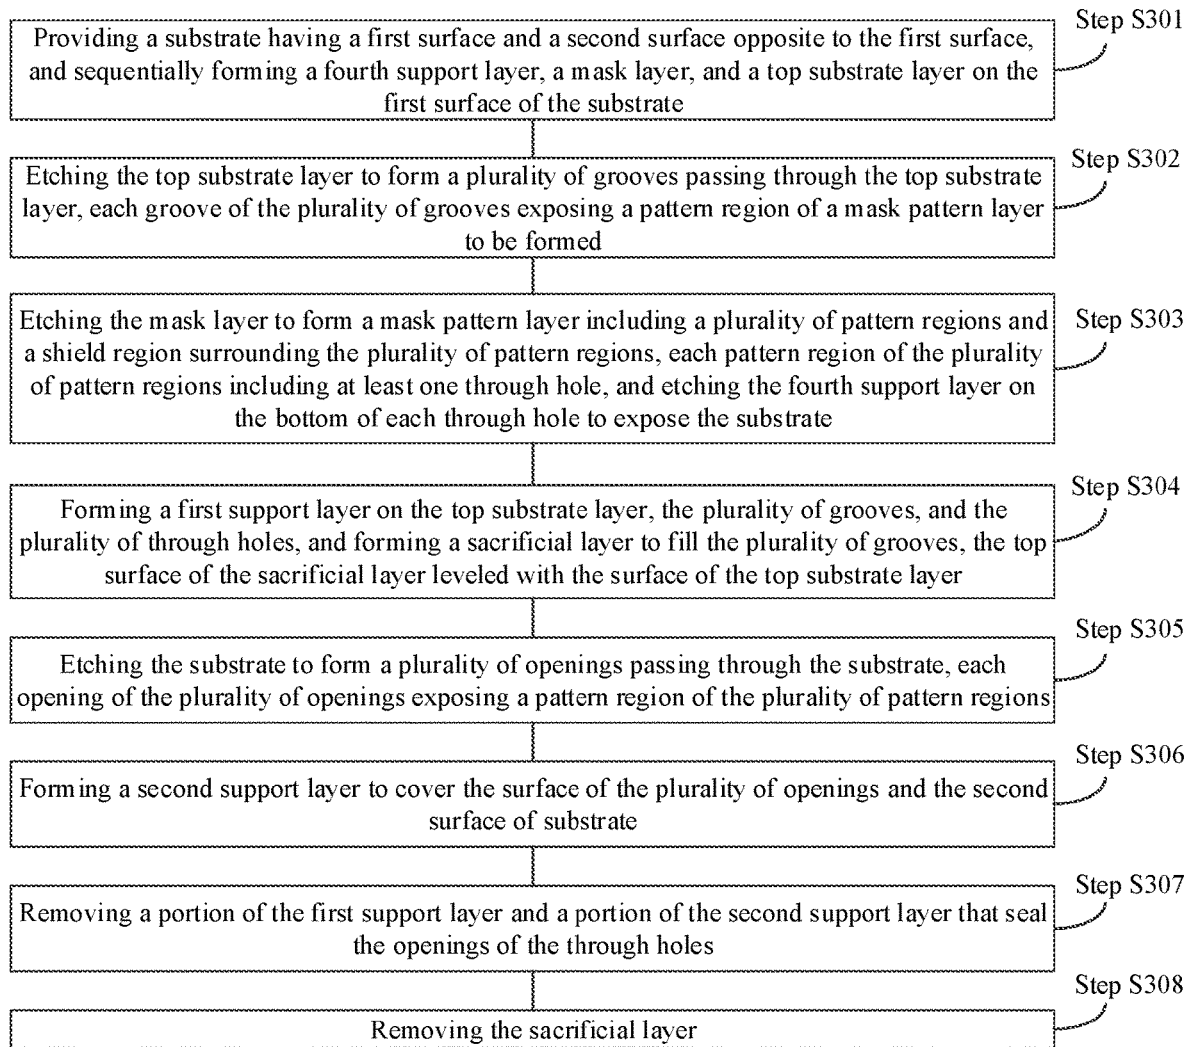 Step S301
Providing a substrate having a first surface and a second surface opposite to the first surface,
and sequentially forming a fourth support layer, a mask layer, and a top substrate layer on the
first surface of the substrate
Step S302
Etching the top substrate layer to form a plurality of grooves passing through the top substrate
layer, each groove of the plurality of grooves exposing a pattern region of a mask pattern layer
to be formed
Step S303
Etching the mask layer to form a mask pattern layer including a plurality of pattern regions and
a shield region surrounding the plurality of pattern regions, each pattern region of the plurality
of pattern regions including at least one through hole, and etching the fourth support layer on
the bottom of each through hole to expose the substrate
Step S304
Forming a first support layer on the top substrate layer, the plurality of grooves, and the
plurality of through holes, and forming a sacrificial layer to fill the plurality of grooves, the top
surface of the sacrificial layer leveled with the surface of the top substrate layer
Step S305
Etching the substrate to form a plurality of openings passing through the substrate, each
opening of the plurality of openings exposing a pattern region of the plurality of pattern regions
Step S306
Forming a second support layer to cover the surface of the plurality of openings and the second
surface of substrate
Step S307
Removing a portion of the first support layer and a portion of the second support layer that seal
the openings of the through holes
Step S308
Removing the sacrificial layer